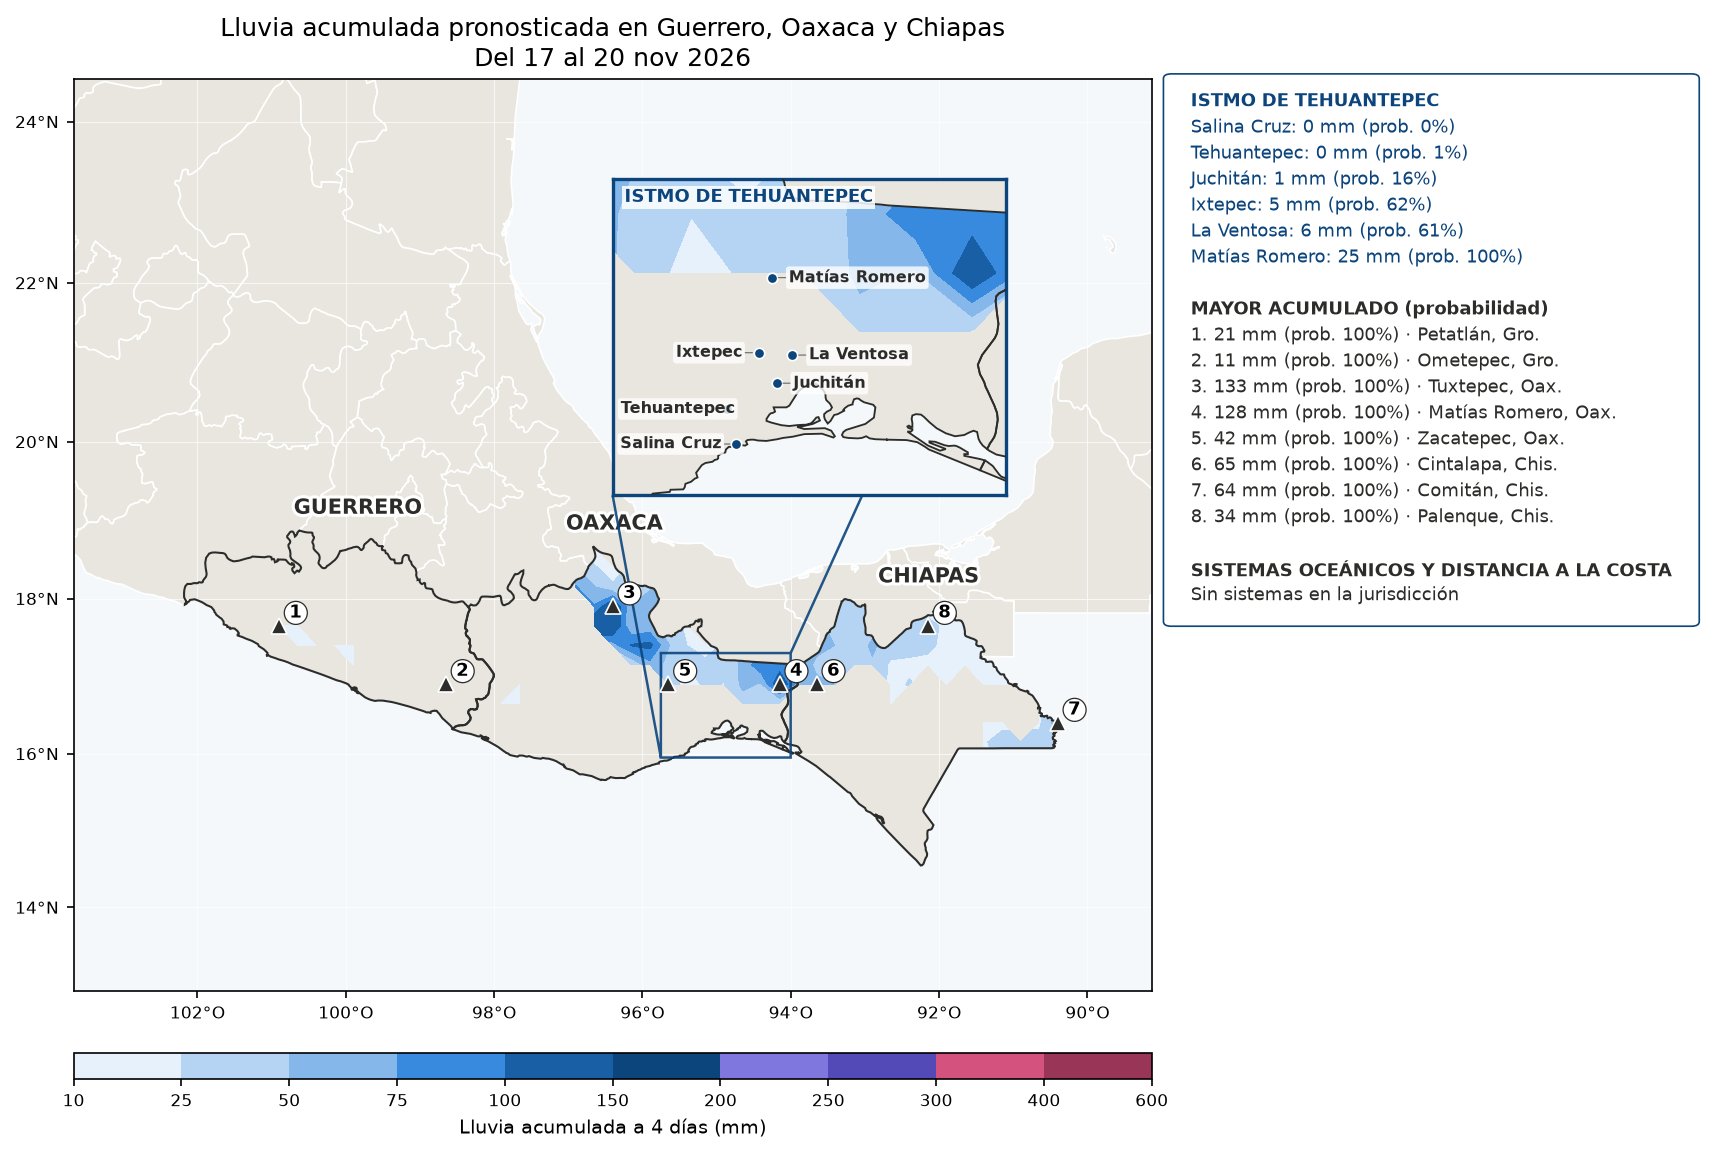 Lluvia acumulada pronosticada en Guerrero, Oaxaca y Chiapas
Del 17 al 20 nov 2026
24°N
22°N
20°N
18°N
16°N
14°N
102°O
100°O
98°O
96°O
94°O
92°O
90°O
ISTMO DE TEHUANTEPEC
Matías Romero
Ixtepec
La Ventosa
Juchitán
Tehuantepec
Salina Cruz
GUERRERO
OAXACA
CHIAPAS
1
2
3
4
5
6
7
8
ISTMO DE TEHUANTEPEC
Salina Cruz: 0 mm (prob. 0%)
Tehuantepec: 0 mm (prob. 1%)
Juchitán: 1 mm (prob. 16%)
Ixtepec: 5 mm (prob. 62%)
La Ventosa: 6 mm (prob. 61%)
Matías Romero: 25 mm (prob. 100%)
MAYOR ACUMULADO (probabilidad)
1. 21 mm (prob. 100%) · Petatlán, Gro.
2. 11 mm (prob. 100%) · Ometepec, Gro.
3. 133 mm (prob. 100%) · Tuxtepec, Oax.
4. 128 mm (prob. 100%) · Matías Romero, Oax.
5. 42 mm (prob. 100%) · Zacatepec, Oax.
6. 65 mm (prob. 100%) · Cintalapa, Chis.
7. 64 mm (prob. 100%) · Comitán, Chis.
8. 34 mm (prob. 100%) · Palenque, Chis.
SISTEMAS OCEÁNICOS Y DISTANCIA A LA COSTA
Sin sistemas en la jurisdicción
10
25
50
75
100
150
200
250
300
400
600
Lluvia acumulada a 4 días (mm)